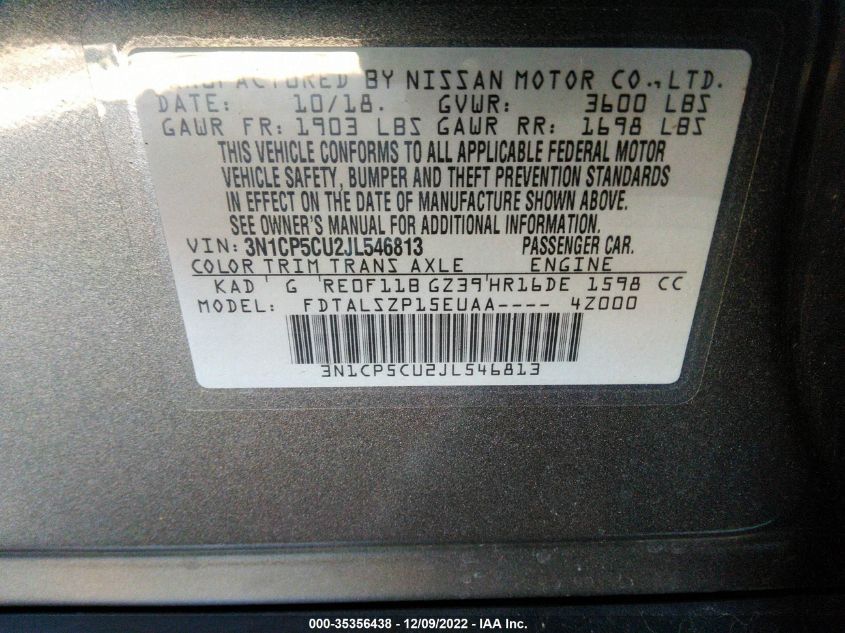 MANUFACTURED BY NISSAN MOTOR CO., LTD.
DATE: 10/18. GVWR: 3600 LBS
GAWR FR: 1903 LBS GAWR RR: 1698 LBS
THIS VEHICLE CONFORMS TO ALL APPLICABLE FEDERAL MOTOR
VEHICLE SAFETY, BUMPER AND THEFT PREVENTION STANDARDS
IN EFFECT ON THE DATE OF MANUFACTURE SHOWN ABOVE.
SEE OWNER'S MANUAL FOR ADDITIONAL INFORMATION.
VIN: 3N1CP5CU2JL546813 PASSENGER CAR.
COLOR TRIM TRANS AXLE ENGINE
KAD G RE0F11B GZ39 HR16DE 1598 CC
MODEL: FDTALSZP15EUAA---- 4Z000
3N1CP5CU2JL546813
000-35356438 - 12/09/2022 - IAA Inc.